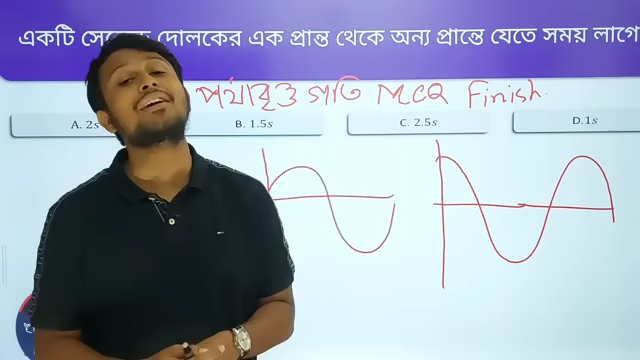 একটি সেকেন্ড দোলকের এক প্রান্ত থেকে অন্য প্রান্তে যেতে সময় লাগে
পর্যাবৃত্ত গতি MCQ Finish.
A. 2s
B. 1.5s
C. 2.5s
D.1s